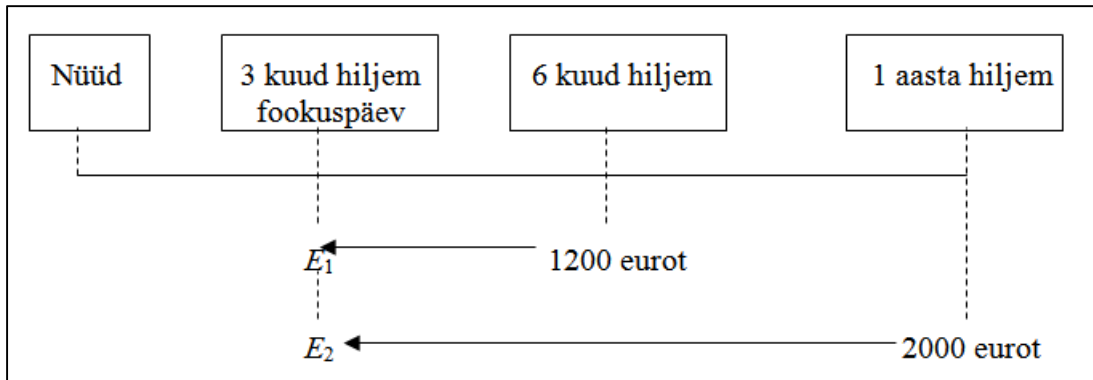 Nüüd
3 kuud hiljem
fookuspäev
6 kuud hiljem
1 aasta hiljem
E₁ 1200 eurot
E₂ 2000 eurot